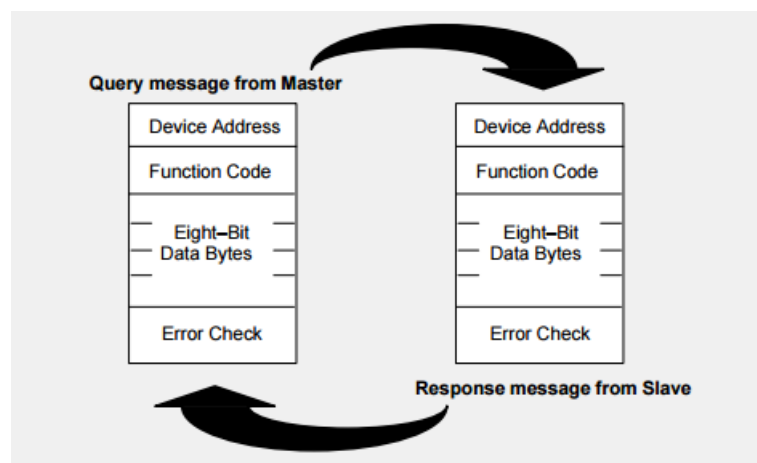 Query message from Master
Device Address
Function Code
Eight–Bit
Data Bytes
Error Check
Device Address
Function Code
Eight–Bit
Data Bytes
Error Check
Response message from Slave